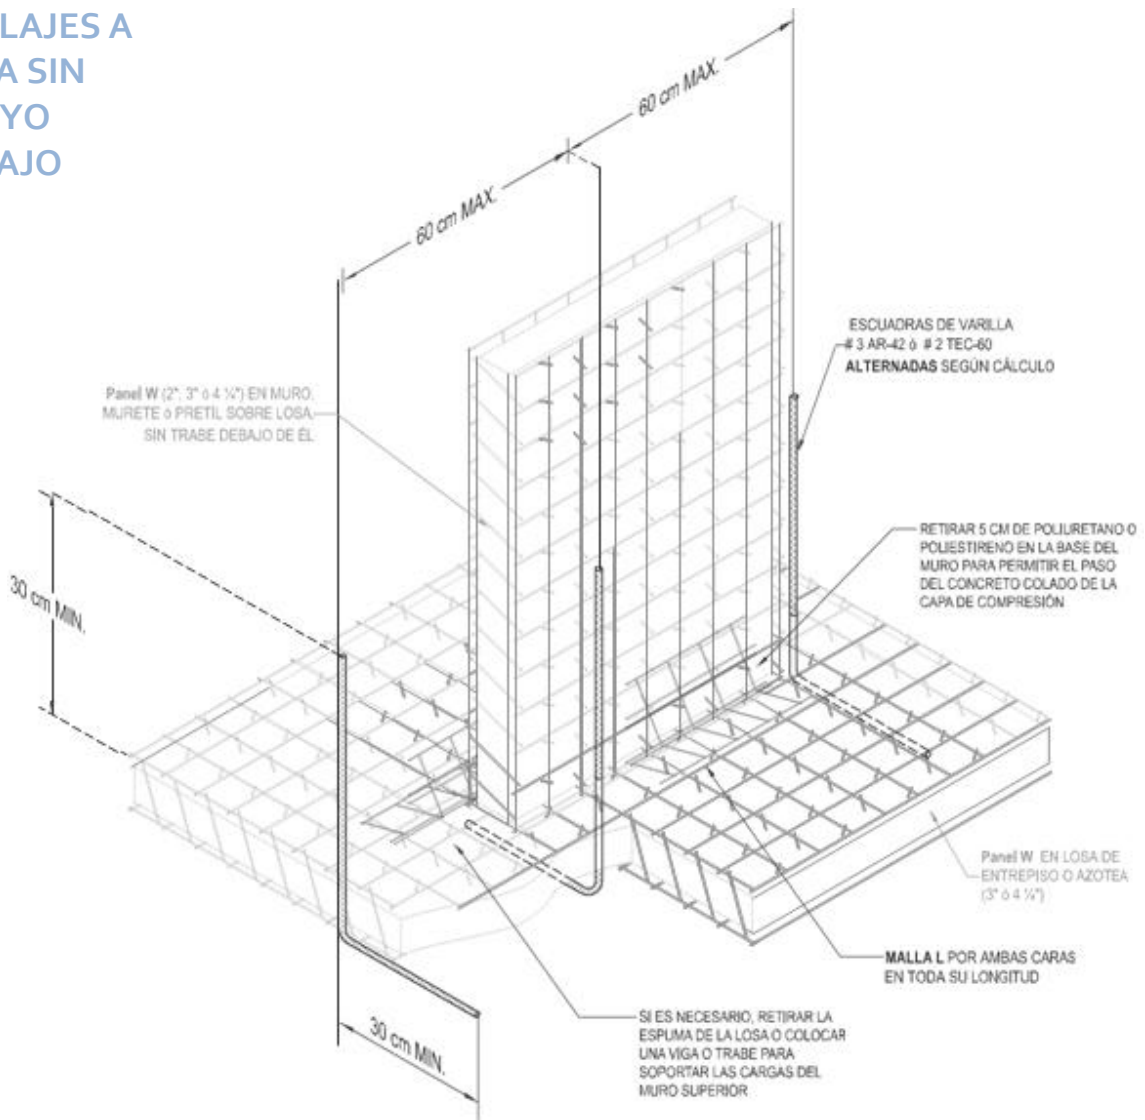 LAJES A
A SIN
YO
AJO
60 cm MAX.
60 cm MAX.
ESCUADRAS DE VARILLA
# 3 AR-42 ó # 2 TEC-60
ALTERNADAS SEGÚN CÁLCULO
Panel W (2", 3" ó 4 ½") EN MURO,
MURETE ó PRETIL SOBRE LOSA,
SIN TRABE DEBAJO DE ÉL
RETIRAR 5 CM DE POLIURETANO O
POLIESTIRENO EN LA BASE DEL
MURO PARA PERMITIR EL PASO
DEL CONCRETO COLADO DE LA
CAPA DE COMPRESIÓN
30 cm MIN.
Panel W EN LOSA DE
ENTREPISO O AZOTEA
(3" ó 4 ½")
MALLA L POR AMBAS CARAS
EN TODA SU LONGITUD
SI ES NECESARIO, RETIRAR LA
ESPUMA DE LA LOSA O COLOCAR
UNA VIGA O TRABE PARA
SOPORTAR LAS CARGAS DEL
MURO SUPERIOR
30 cm MIN.